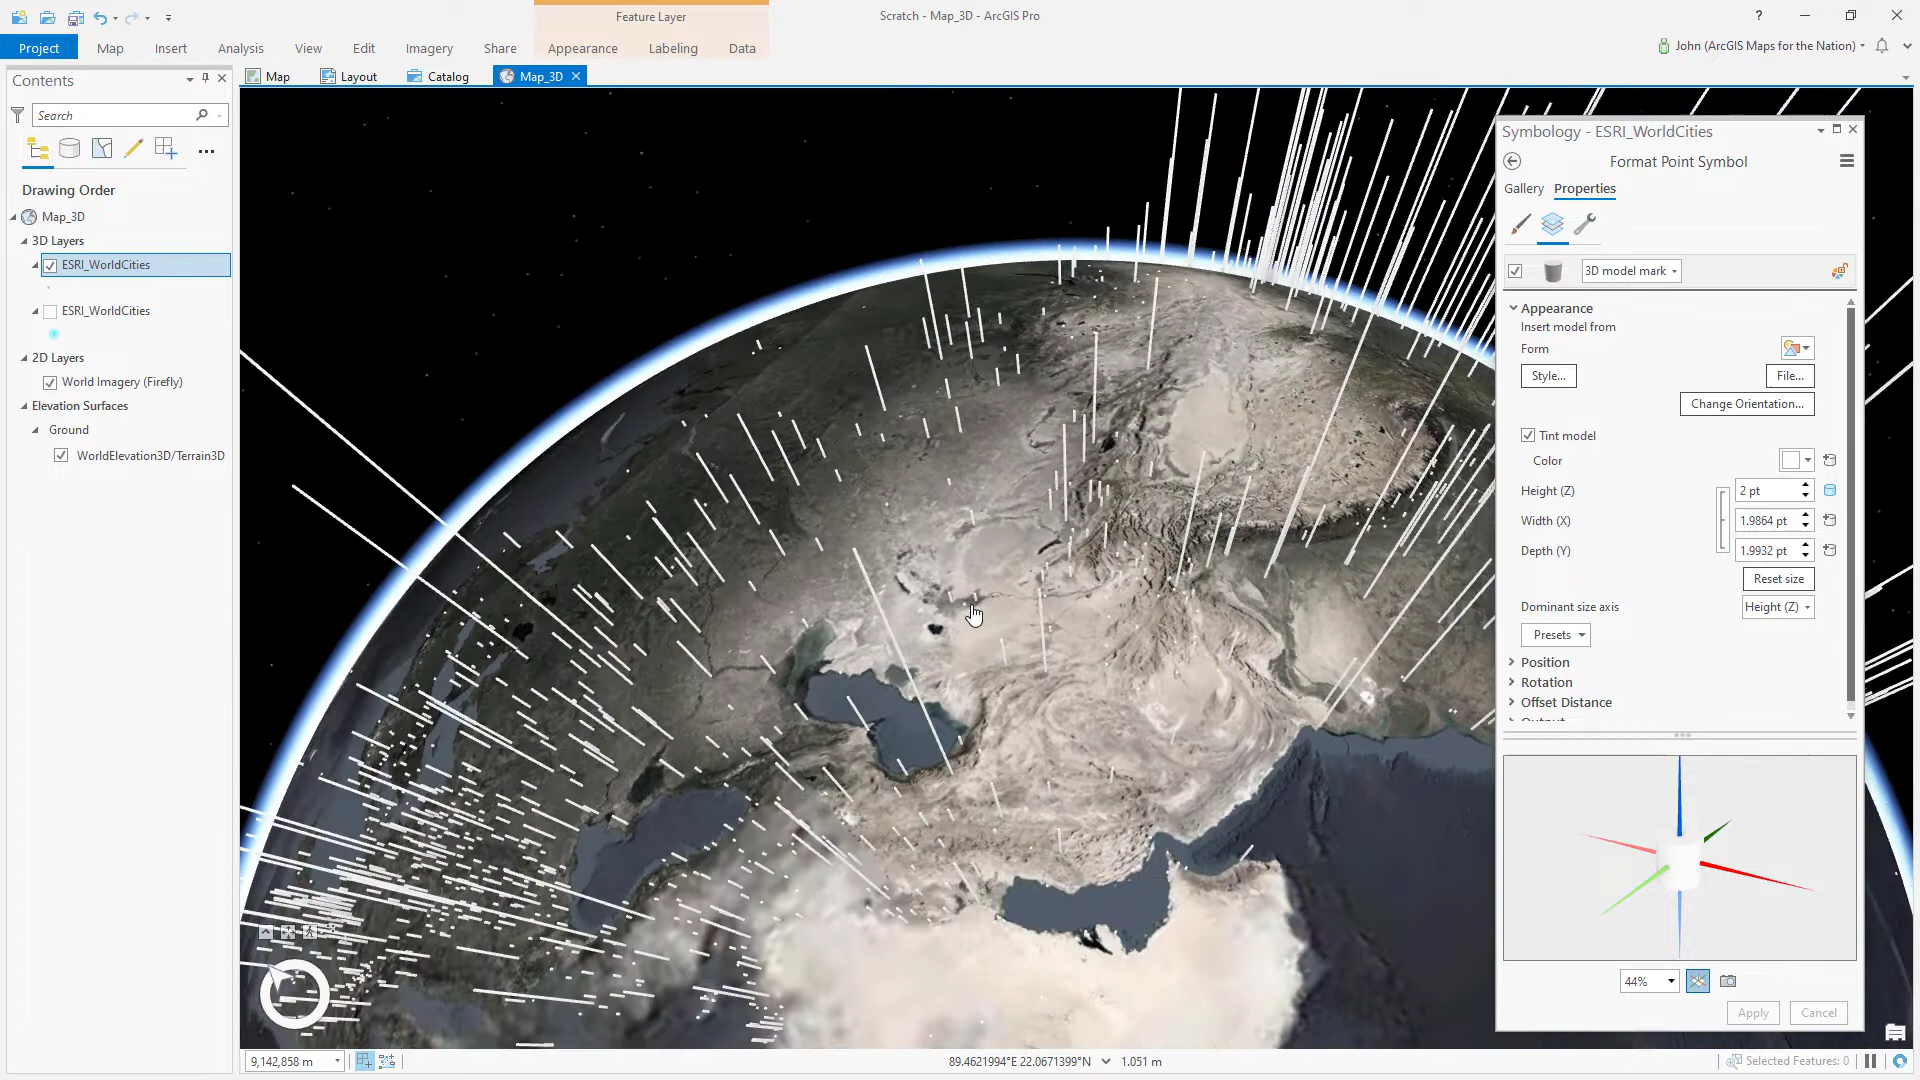 Scratch - Map_3D - ArcGIS Pro
Feature Layer
?
Project
Map
Insert
Analysis
View
Edit
Imagery
Share
Appearance
Labeling
Data
John (ArcGIS Maps for the Nation)
Contents
Map
Layout
Catalog
Map_3D
Search
Drawing Order
Map_3D
3D Layers
ESRI_WorldCities
ESRI_WorldCities
2D Layers
World Imagery (Firefly)
Elevation Surfaces
Ground
WorldElevation3D/Terrain3D
Symbology - ESRI_WorldCities
Format Point Symbol
Gallery
Properties
3D model mark
Appearance
Insert model from
Form
Style...
File...
Change Orientation...
Tint model
Color
Height (Z)
2 pt
Width (X)
1.9864 pt
Depth (Y)
1.9932 pt
Reset size
Dominant size axis
Height (Z)
Presets
Position
Rotation
Offset Distance
44%
Apply
Cancel
9,142,858 m
89.4621994°E 22.0671399°N
1.051 m
Selected Features: 0